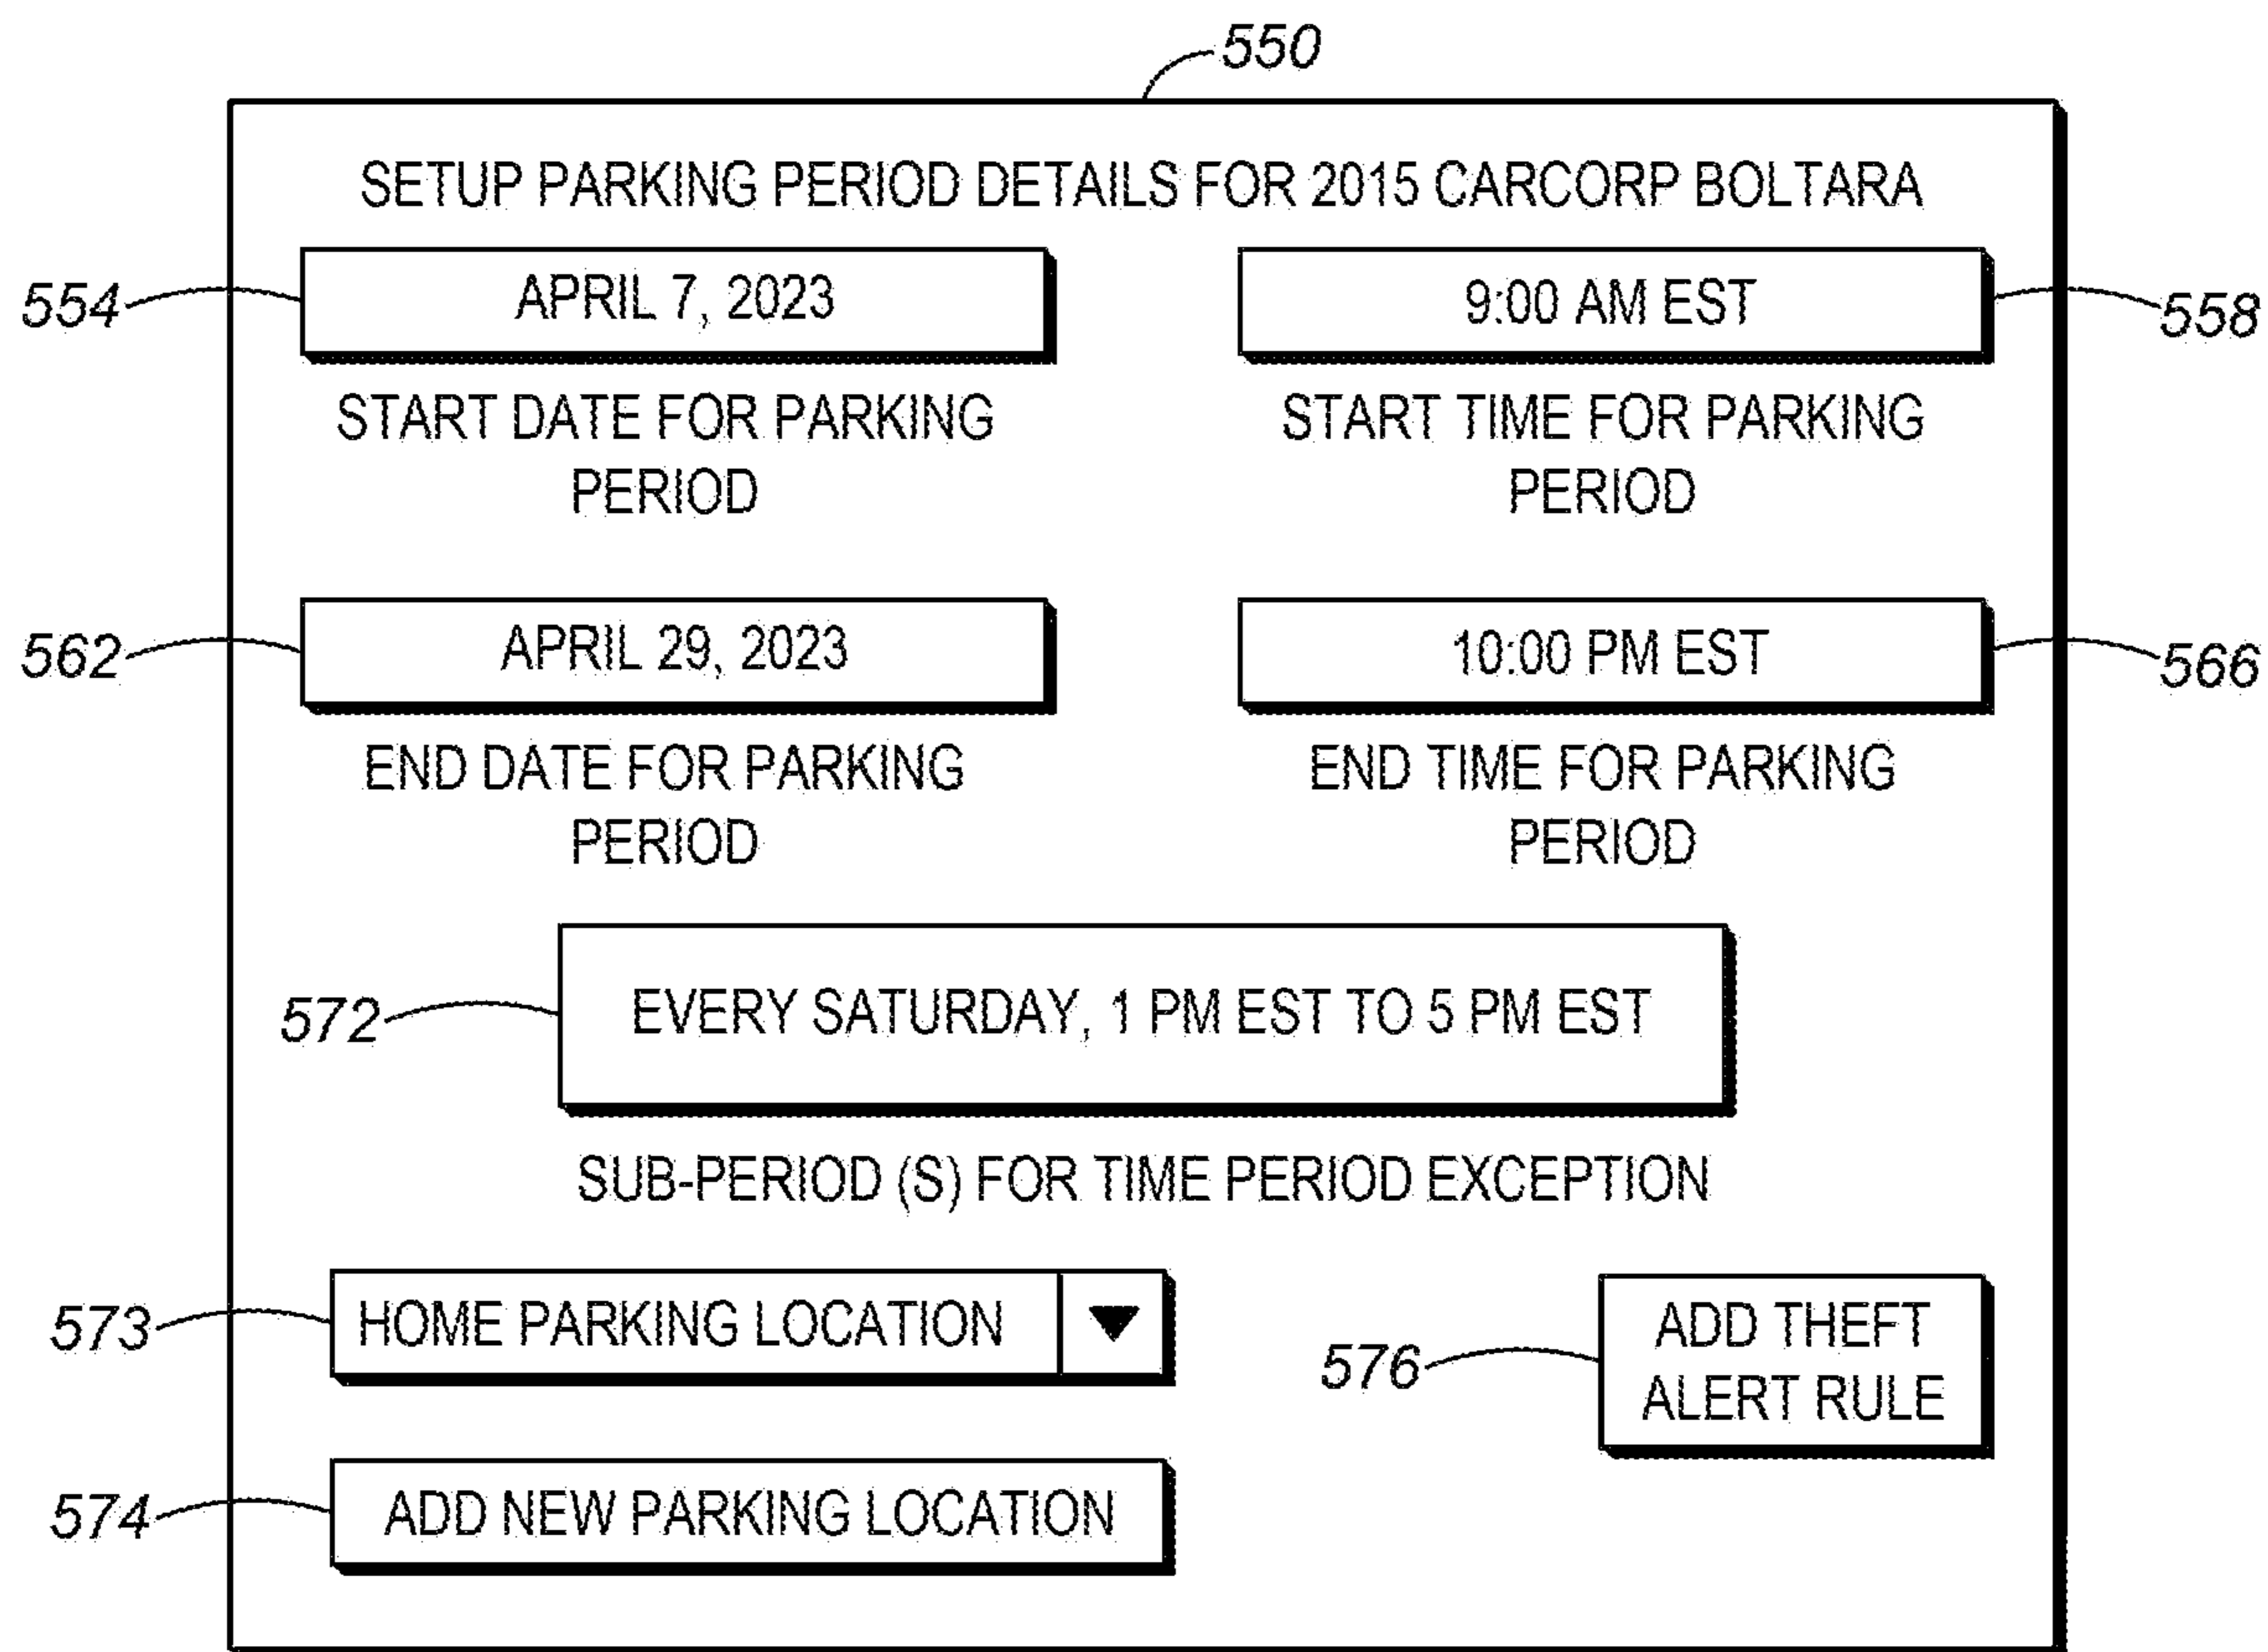 550
SETUP PARKING PERIOD DETAILS FOR 2015 CARCORP BOLTARA
554
APRIL 7, 2023
9:00 AM EST
558
START DATE FOR PARKING
PERIOD
START TIME FOR PARKING
PERIOD
562
APRIL 29, 2023
10:00 PM EST
566
END DATE FOR PARKING
PERIOD
END TIME FOR PARKING
PERIOD
572
EVERY SATURDAY, 1 PM EST TO 5 PM EST
SUB-PERIOD (S) FOR TIME PERIOD EXCEPTION
573
HOME PARKING LOCATION
576
ADD THEFT
ALERT RULE
574
ADD NEW PARKING LOCATION